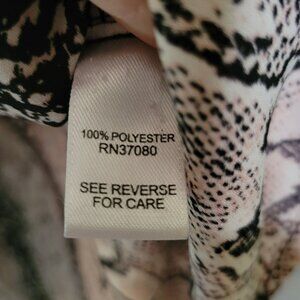 100% POLYESTER
RN37080
SEE REVERSE
FOR CARE